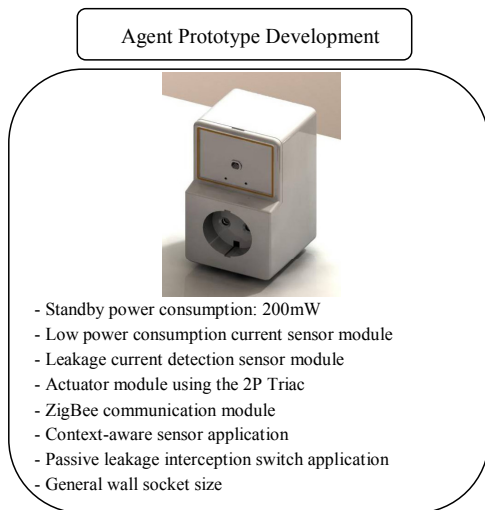 Agent Prototype Development
- Standby power consumption: 200mW
- Low power consumption current sensor module
- Leakage current detection sensor module
- Actuator module using the 2P Triac
- ZigBee communication module
- Context-aware sensor application
- Passive leakage interception switch application
- General wall socket size